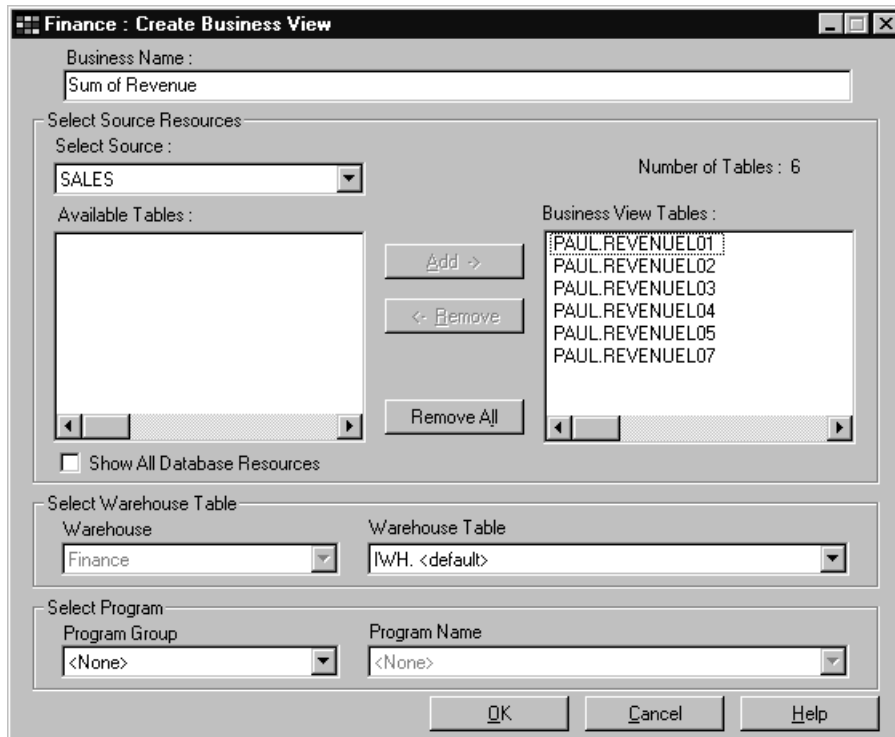 Finance : Create Business View
Business Name :
Sum of Revenue
Select Source Resources
Select Source :
SALES
Number of Tables : 6
Available Tables :
Business View Tables :
PAUL.REVENUEL01
PAUL.REVENUEL02
PAUL.REVENUEL03
PAUL.REVENUEL04
PAUL.REVENUEL05
PAUL.REVENUEL07
Add ->
<- Remove
Remove All
Show All Database Resources
Select Warehouse Table
Warehouse
Warehouse Table
Finance
IWH. <default>
Select Program
Program Group
Program Name
<None>
<None>
OK
Cancel
Help